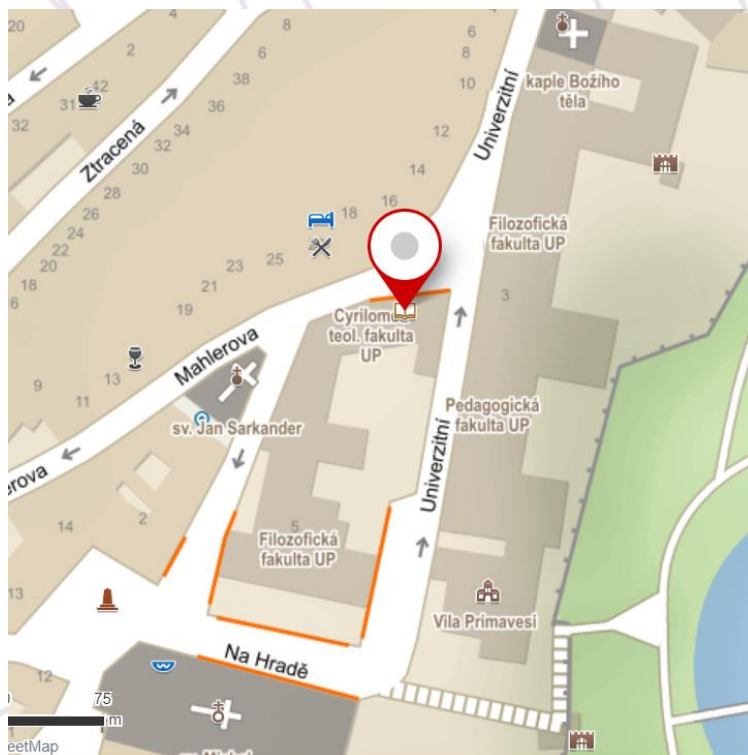 20
4
2
8
6
6
8
10
kaple Božího
těla
Univerzitní
42
31
38
36
34
32
32
30
28
26
24
22
20
18
6
Ztracená
12
14
16
18
Filozofická
fakulta UP
3
25
23
21
19
Mahlerova
teol. fakulta
UP
13
11
9
sv. Jan Sarkander
Pedagogická
fakulta UP
Univerzitní
14
2
5
Filozofická
fakulta UP
13
Vila Primavesi
Na Hradě
W
12
75
m